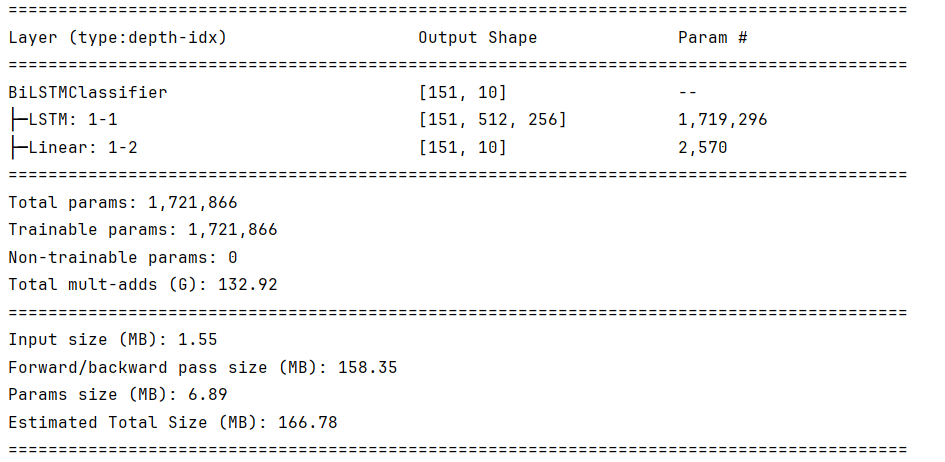 ==========================================================================================
Layer (type:depth-idx)                   Output Shape              Param #
==========================================================================================
BiLSTMClassifier                         [151, 10]                 --
├─LSTM: 1-1                              [151, 512, 256]           1,719,296
├─Linear: 1-2                            [151, 10]                 2,570
==========================================================================================
Total params: 1,721,866
Trainable params: 1,721,866
Non-trainable params: 0
Total mult-adds (G): 132.92
==========================================================================================
Input size (MB): 1.55
Forward/backward pass size (MB): 158.35
Params size (MB): 6.89
Estimated Total Size (MB): 166.78
==========================================================================================